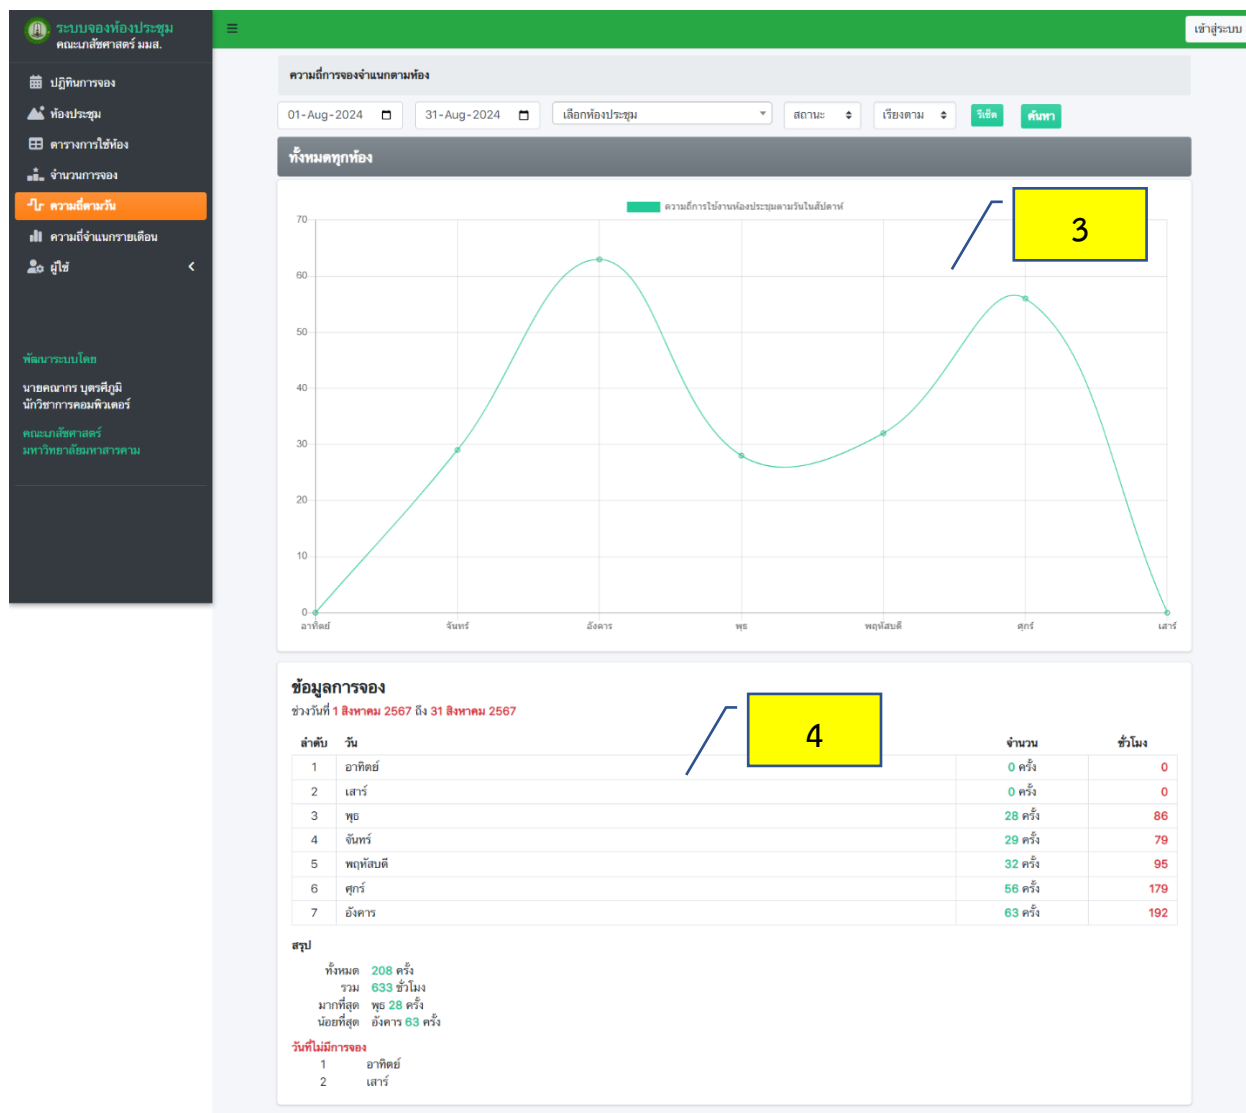 ระบบจองห้องประชุม
คณะเภสัชศาสตร์ มมส.
เข้าสู่ระบบ
ปฏิทินการจอง
ห้องประชุม
ตารางการใช้ห้อง
จำนวนการจอง
ความถี่ตามวัน
ความถี่จำแนกรายเดือน
ผู้ใช้
พัฒนาระบบโดย
นายคณากร บุตรศีภูมิ
นักวิชาการคอมพิวเตอร์
คณะเภสัชศาสตร์
มหาวิทยาลัยมหาสารคาม
ความถี่การจองจำแนกตามห้อง
01-Aug-2024 31-Aug-2024 เลือกห้องประชุม สถานะ เรียงตาม รีเซ็ต ค้นหา
ทั้งหมดทุกห้อง
ความถี่การใช้งานห้องประชุมตามวันในสัปดาห์
3
70
60
50
40
30
20
10
0
อาทิตย์ จันทร์ อังคาร พุธ พฤหัสบดี ศุกร์ เสาร์
ข้อมูลการจอง
ช่วงวันที่ 1 สิงหาคม 2567 ถึง 31 สิงหาคม 2567
4
ลำดับ วัน จำนวน ชั่วโมง
1 อาทิตย์ 0 ครั้ง 0
2 เสาร์ 0 ครั้ง 0
3 พุธ 28 ครั้ง 86
4 จันทร์ 29 ครั้ง 79
5 พฤหัสบดี 32 ครั้ง 95
6 ศุกร์ 56 ครั้ง 179
7 อังคาร 63 ครั้ง 192
สรุป
ทั้งหมด 208 ครั้ง
รวม 633 ชั่วโมง
มากที่สุด พุธ 28 ครั้ง
น้อยที่สุด อังคาร 63 ครั้ง
วันที่ไม่มีการจอง
1 อาทิตย์
2 เสาร์